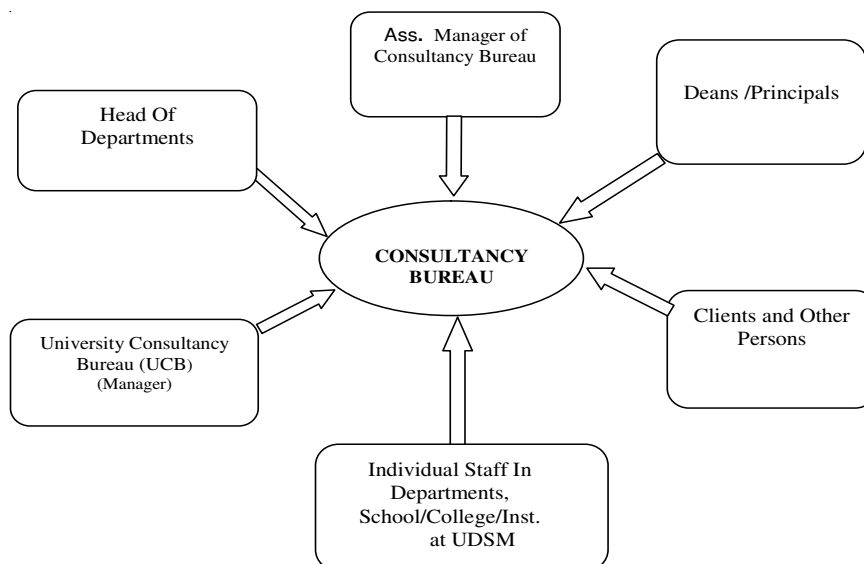 Ass. Manager of
Consultancy Bureau
Deans /Principals
Head Of
Departments
CONSULTANCY
BUREAU
University Consultancy
Bureau (UCB)
(Manager)
Clients and Other
Persons
Individual Staff In
Departments,
School/College/Inst.
at UDSM